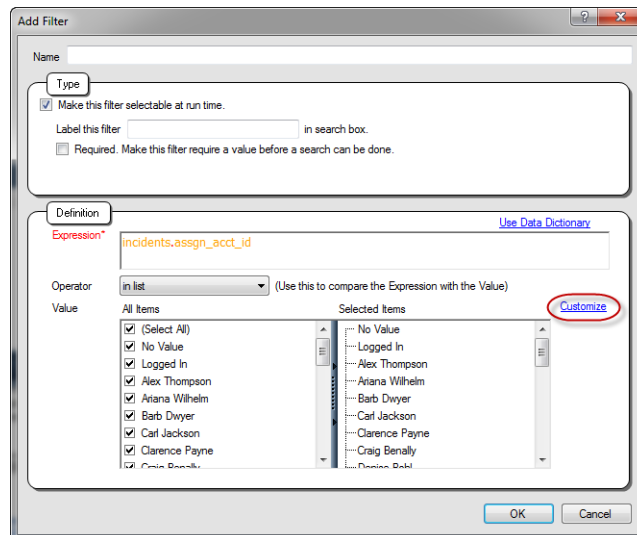 Add Filter
Name
Type
Make this filter selectable at run time.
Label this filter in search box.
Required. Make this filter require a value before a search can be done.
Definition
Use Data Dictionary
Expression*
incidents.assgn_acct_id
Operator in list (Use this to compare the Expression with the Value)
Value All Items Selected Items Customize
(Select All) No Value
No Value Logged In
Logged In Alex Thompson
Alex Thompson Ariana Wilhelm
Ariana Wilhelm Barb Dwyer
Barb Dwyer Carl Jackson
Carl Jackson Clarence Payne
Clarence Payne Craig Benally
Craig Benally
OK Cancel